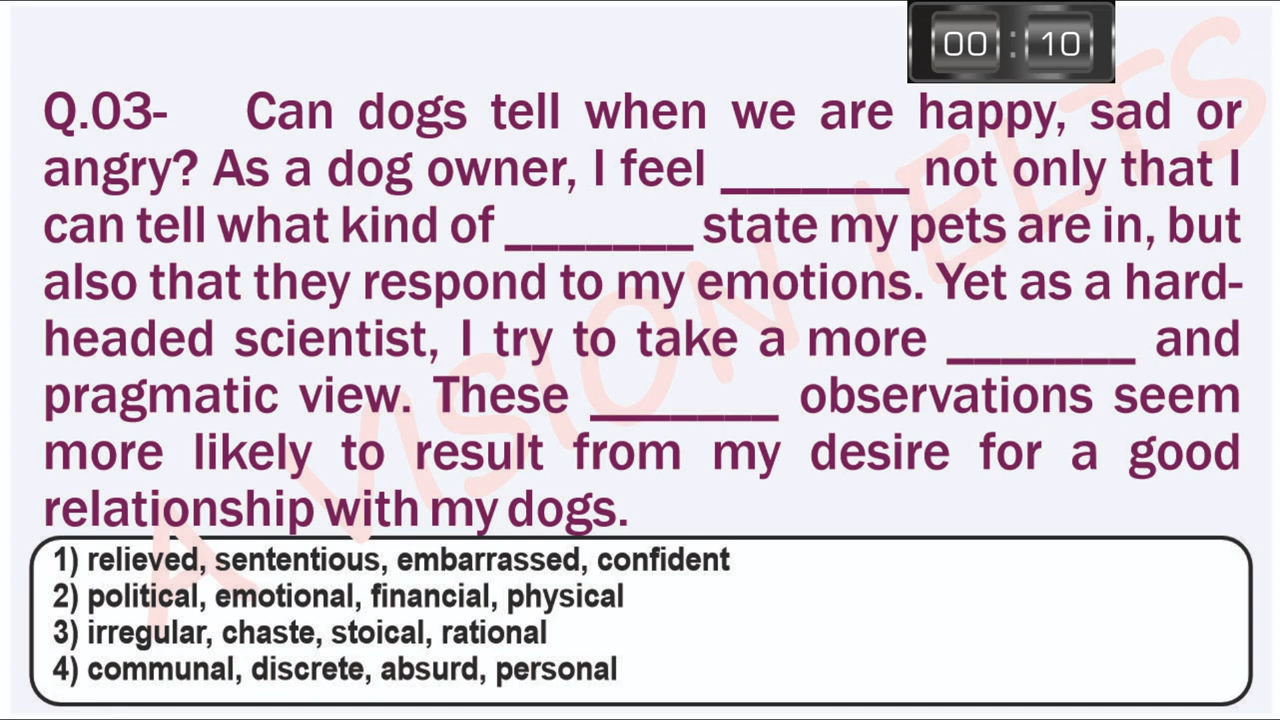 00 : 10
Q.03- Can dogs tell when we are happy, sad or
angry? As a dog owner, I feel _______ not only that I
can tell what kind of _______ state my pets are in, but
also that they respond to my emotions. Yet as a hard-
headed scientist, I try to take a more _______ and
pragmatic view. These _______ observations seem
more likely to result from my desire for a good
relationship with my dogs.
1) relieved, sententious, embarrassed, confident
2) political, emotional, financial, physical
3) irregular, chaste, stoical, rational
4) communal, discrete, absurd, personal
A VISION IELTS